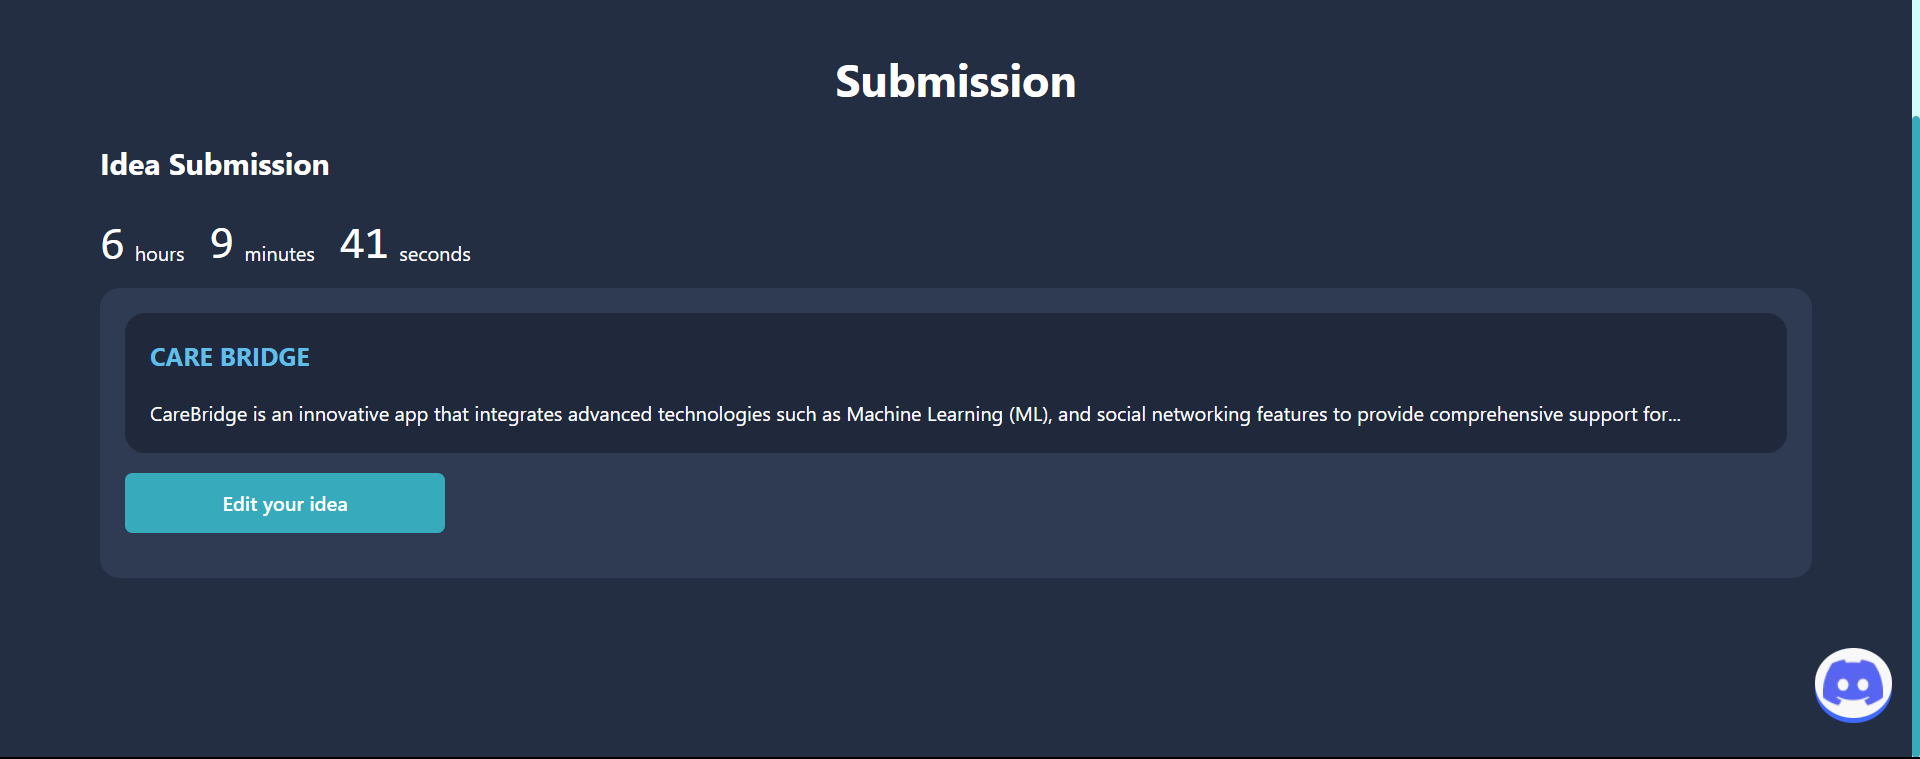 Submission
Idea Submission
6 hours 9 minutes 41 seconds
CARE BRIDGE
CareBridge is an innovative app that integrates advanced technologies such as Machine Learning (ML), and social networking features to provide comprehensive support for...
Edit your idea